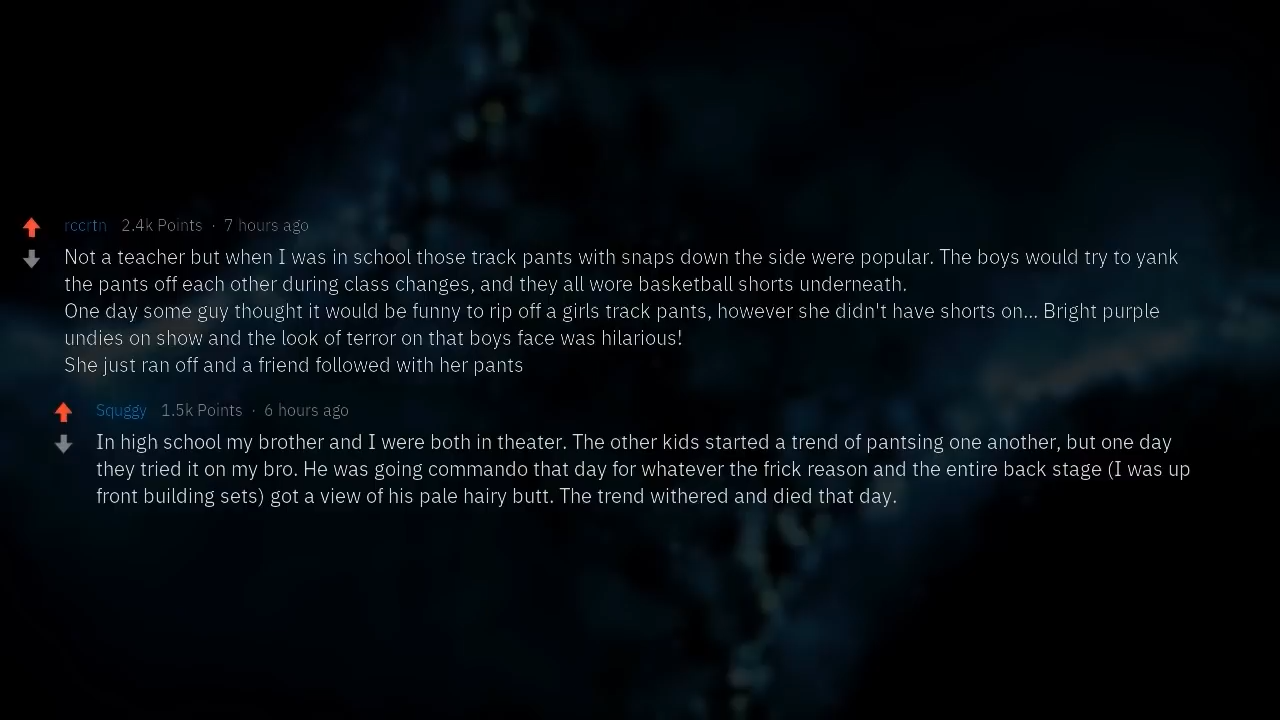 rccrtn 2.4k Points · 7 hours ago
Not a teacher but when I was in school those track pants with snaps down the side were popular. The boys would try to yank
the pants off each other during class changes, and they all wore basketball shorts underneath.
One day some guy thought it would be funny to rip off a girls track pants, however she didn't have shorts on... Bright purple
undies on show and the look of terror on that boys face was hilarious!
She just ran off and a friend followed with her pants
Squggy 1.5k Points · 6 hours ago
In high school my brother and I were both in theater. The other kids started a trend of pantsing one another, but one day
they tried it on my bro. He was going commando that day for whatever the frick reason and the entire back stage (I was up
front building sets) got a view of his pale hairy butt. The trend withered and died that day.